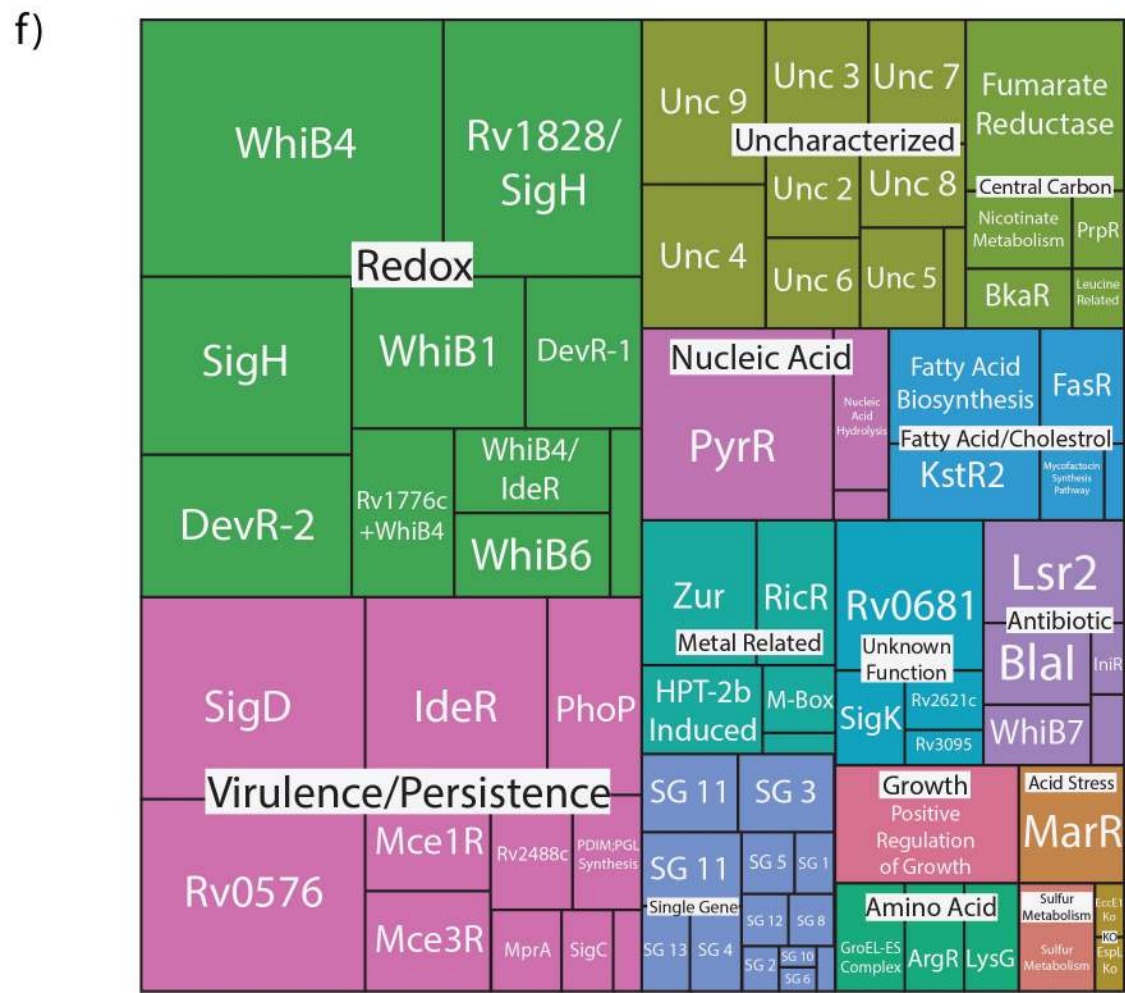 f)
WhiB4
Rv1828/
SigH
Redox
SigH
WhiB1
DevR-1
DevR-2
Rv1776c
+WhiB4
WhiB4/
IdeR
WhiB6
Unc 9
Unc 3
Unc 7
Uncharacterized
Unc 4
Unc 2
Unc 8
Unc 6
Unc 5
Fumarate
Reductase
Central Carbon
Nicotinate
Metabolism
PrpR
BkaR
Leucine
Related
Nucleic Acid
PyrR
Nucleic
Acid
Hydrolysis
Fatty Acid
Biosynthesis
FasR
Fatty Acid/Cholestrol
KstR2
Mycofactocin
Synthesis
Pathway
SigD
IdeR
PhoP
Virulence/Persistence
Rv0576
Mce1R
Rv2488c
PDIM;PGL
Synthesis
Mce3R
MprA
SigC
Zur
RicR
Metal Related
HPT-2b
Induced
M-Box
Rv0681
Unknown
Function
SigK
Rv2621c
Rv3095
Lsr2
Antibiotic
BlaI
IniR
WhiB7
SG 11
SG 3
SG 11
SG 5
SG 1
Single Gene
SG 12
SG 8
SG 13
SG 4
SG 2
SG 10
SG 6
Growth
Positive
Regulation
of Growth
Acid Stress
MarR
Amino Acid
GroEL-ES
Complex
ArgR
LysG
Sulfur
Metabolism
Sulfur
Metabolism
EccE1
Ko
KO
EspL
Ko